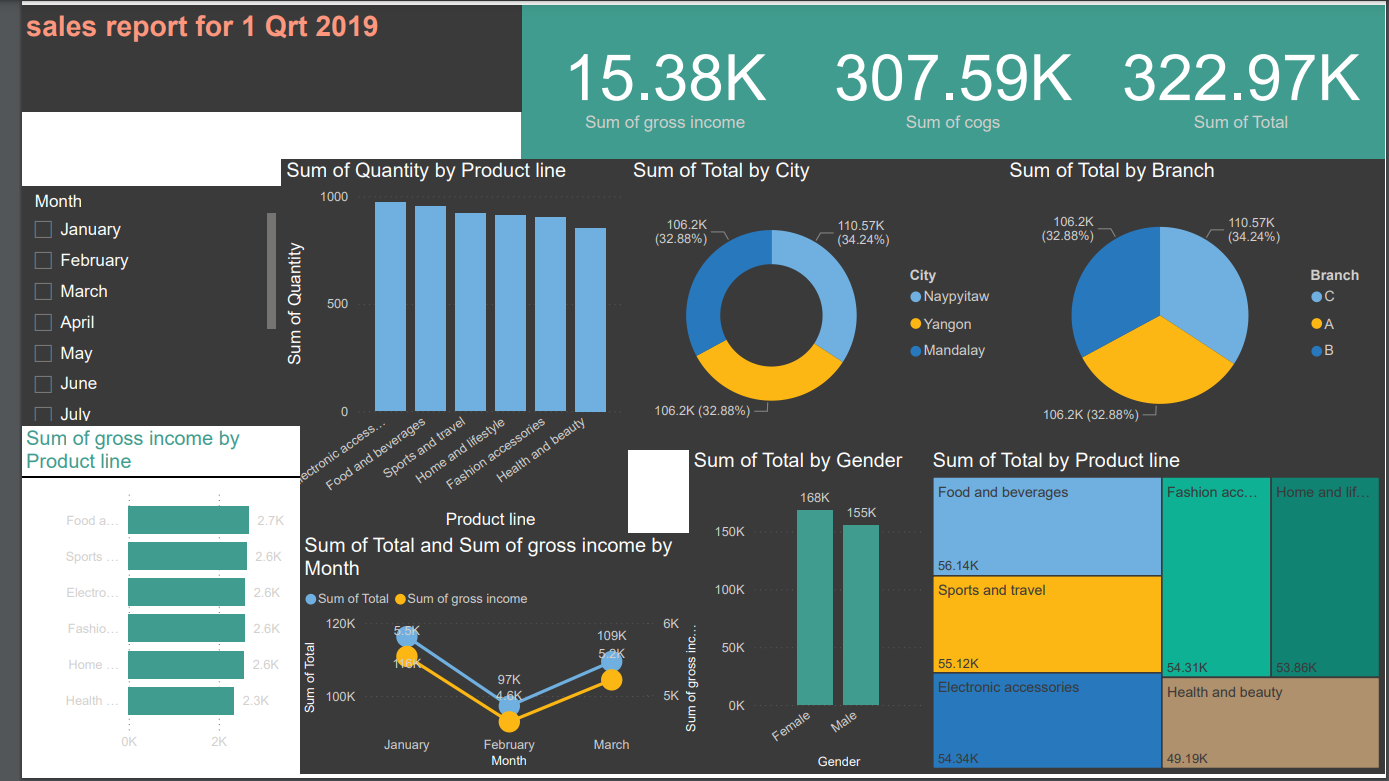 sales report for 1 Qrt 2019
15.38K
Sum of gross income
307.59K
Sum of cogs
322.97K
Sum of Total
Month
January
February
March
April
May
June
July
Sum of Quantity by Product line
Sum of Quantity
1000
500
0
lectronic access...
Food and beverages
Sports and travel
Home and lifestyle
Fashion accessories
Health and beauty
Product line
Sum of Total by City
106.2K
(32.88%)
110.57K
(34.24%)
106.2K (32.88%)
City
Naypyitaw
Yangon
Mandalay
Sum of Total by Branch
106.2K
(32.88%)
110.57K
(34.24%)
106.2K (32.88%)
Branch
C
A
B
Sum of gross income by
Product line
Food a...
2.7K
Sports ...
2.6K
Electro...
2.6K
Fashio...
2.6K
Home ...
2.6K
Health ...
2.3K
0K
2K
Sum of Total and Sum of gross income by
Month
Sum of Total
Sum of gross income
Sum of Total
120K
100K
5.5K
116K
97K
4.6K
109K
5.2K
6K
5K
Sum of gross inc...
January
February
March
Month
Sum of Total by Gender
168K
155K
150K
100K
50K
0K
Female
Male
Gender
Sum of Total by Product line
Food and beverages
56.14K
Sports and travel
55.12K
Electronic accessories
54.34K
Fashion acc...
54.31K
Home and lif...
53.86K
Health and beauty
49.19K